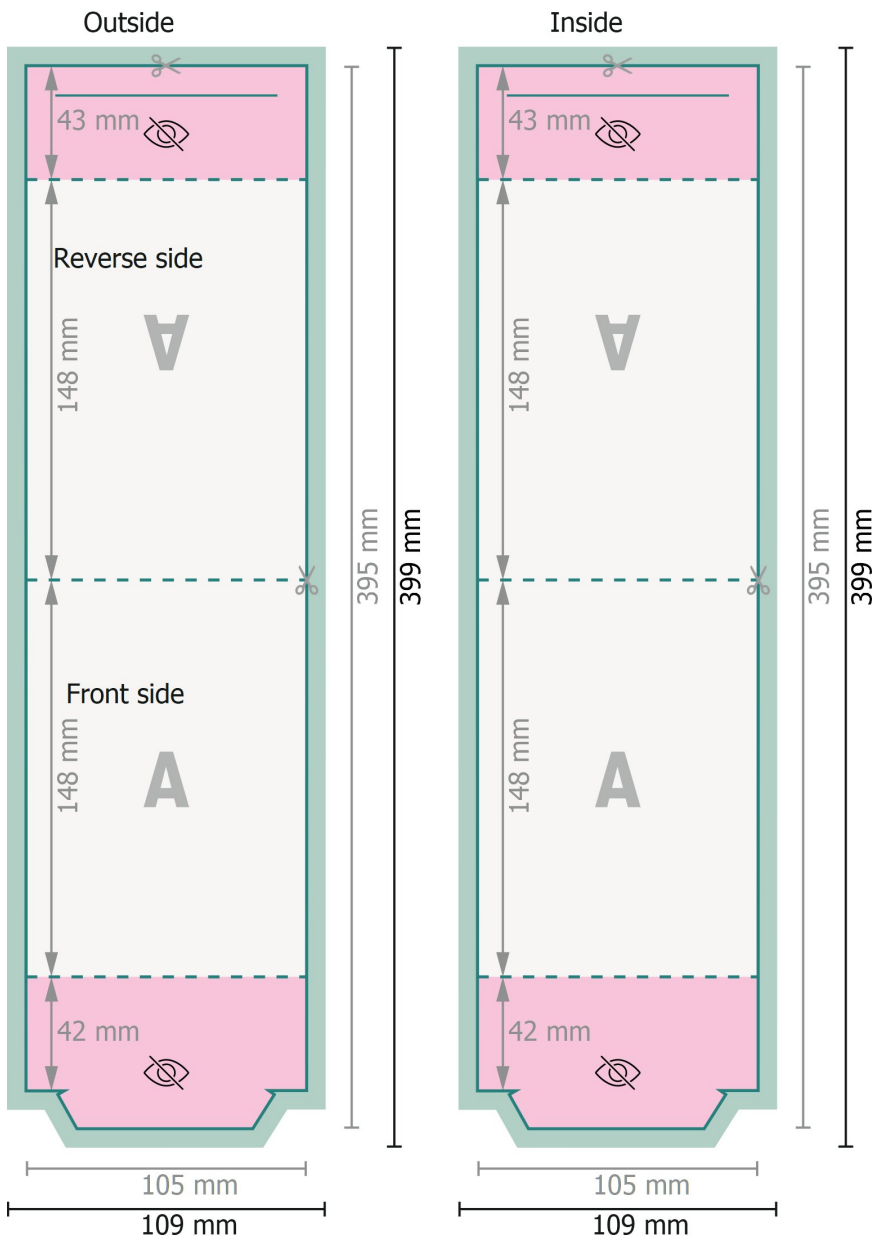 Outside
Inside
43 mm
43 mm
Reverse side
A
A
148 mm
148 mm
395 mm
399 mm
395 mm
399 mm
Front side
A
A
148 mm
148 mm
42 mm
42 mm
105 mm
105 mm
109 mm
109 mm